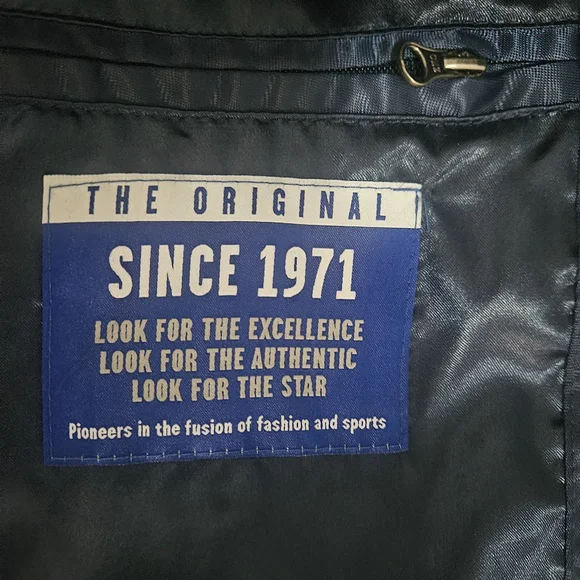 THE ORIGINAL
SINCE 1971
LOOK FOR THE EXCELLENCE
LOOK FOR THE AUTHENTIC
LOOK FOR THE STAR
Pioneers in the fusion of fashion and sports